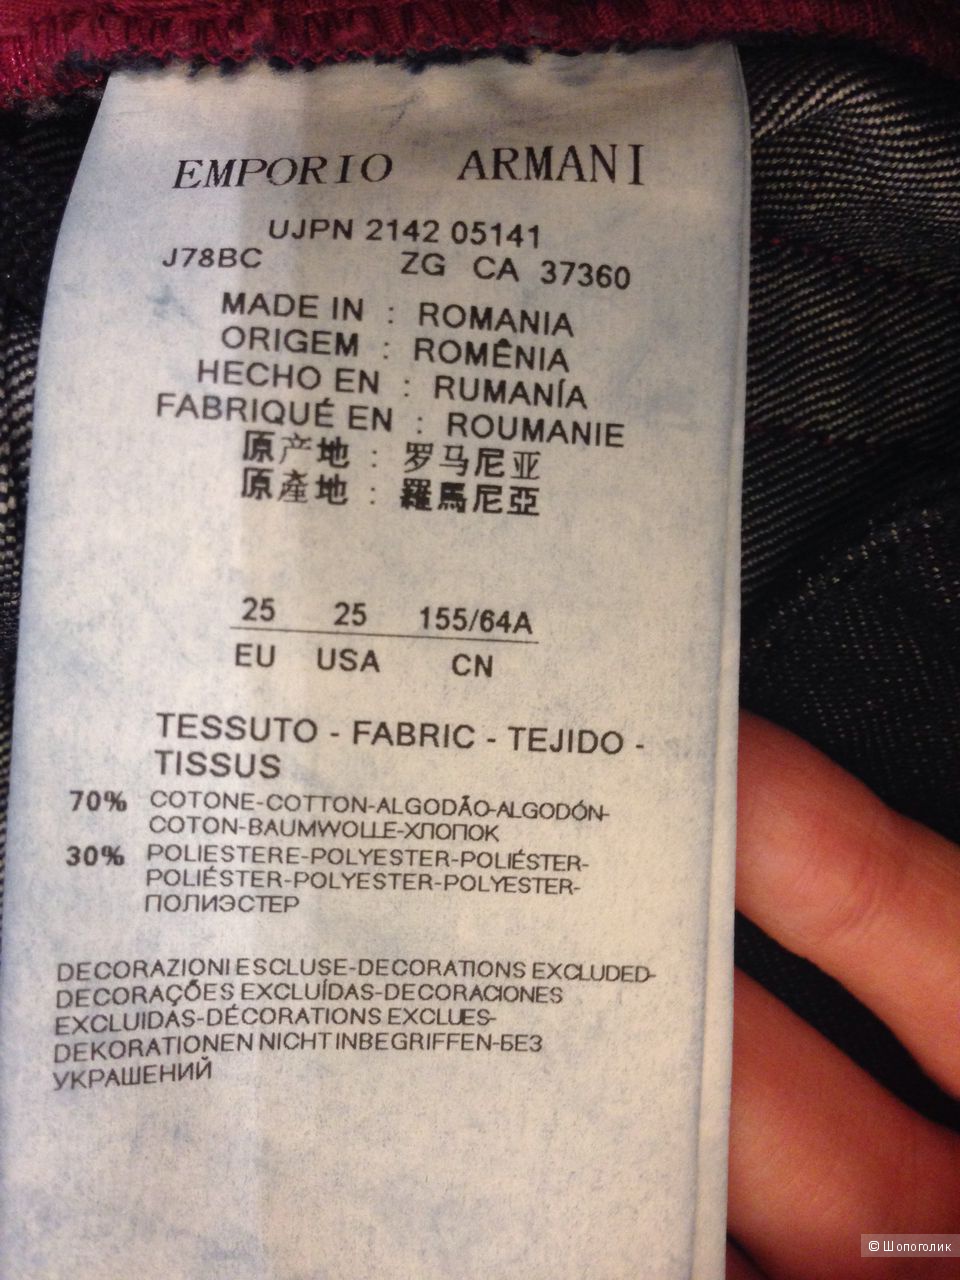 EMPORIO ARMANI
UJPN 2142 05141
J78BC ZG CA 37360
MADE IN : ROMANIA
ORIGEM : ROMÊNIA
HECHO EN : RUMANÍA
FABRIQUÉ EN : ROUMANIE
原产地 : 罗马尼亚
原產地 : 羅馬尼亞
25 25 155/64A
EU USA CN
TESSUTO - FABRIC - TEJIDO -
TISSUS
70% COTONE-COTTON-ALGODÃO-ALGODÓN-
COTON-BAUMWOLLE-ХЛОПОК
30% POLIESTERE-POLYESTER-POLIÉSTER-
POLIÉSTER-POLYESTER-POLYESTER-
ПОЛИЭСТЕР
DECORAZIONI ESCLUSE-DECORATIONS EXCLUDED-
DECORAÇÕES EXCLUÍDAS-DECORACIONES
EXCLUIDAS-DÉCORATIONS EXCLUES-
DEKORATIONEN NICHT INBEGRIFFEN-БЕЗ
УКРАШЕНИЙ
© Шопоголик